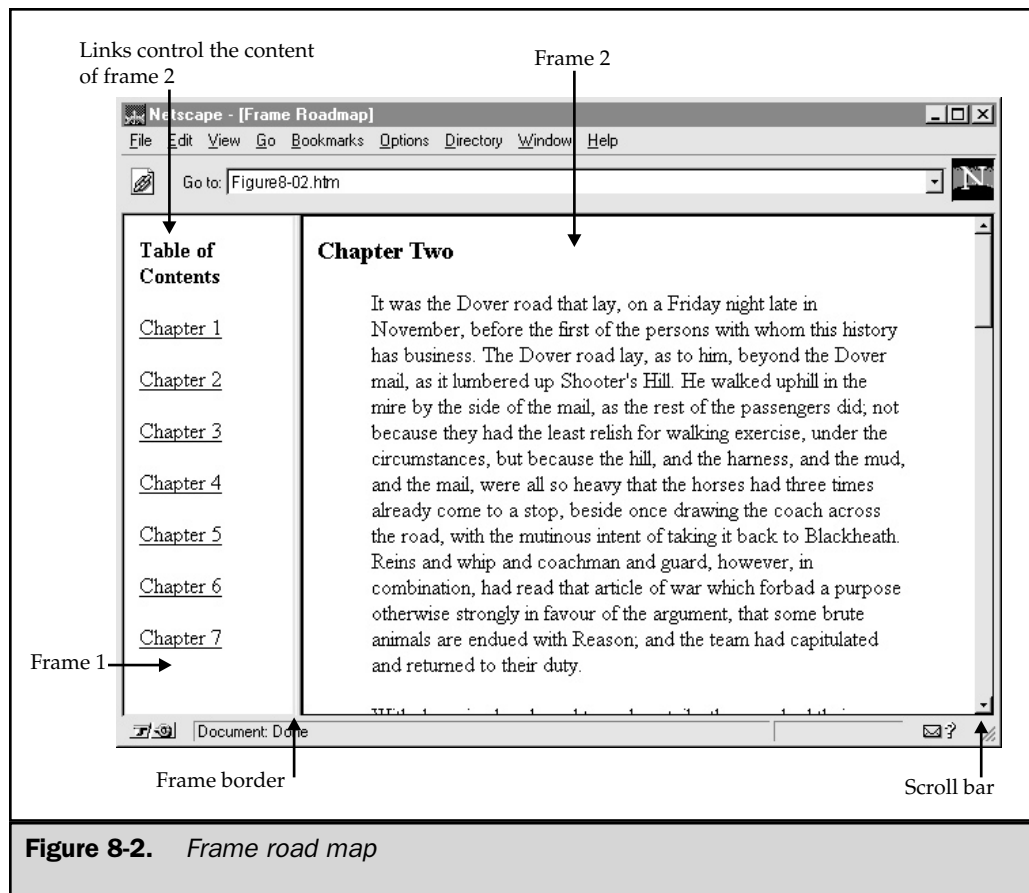 Links control the content
of frame 2
Frame 2
Netscape - [Frame Roadmap]
File Edit View Go Bookmarks Options Directory Window Help
Go to: Figure8-02.htm
N
Table of
Contents
Chapter 1
Chapter 2
Chapter 3
Chapter 4
Chapter 5
Chapter 6
Chapter 7
Chapter Two
It was the Dover road that lay, on a Friday night late in
November, before the first of the persons with whom this history
has business. The Dover road lay, as to him, beyond the Dover
mail, as it lumbered up Shooter's Hill. He walked uphill in the
mire by the side of the mail, as the rest of the passengers did; not
because they had the least relish for walking exercise, under the
circumstances, but because the hill, and the harness, and the mud,
and the mail, were all so heavy that the horses had three times
already come to a stop, beside once drawing the coach across
the road, with the mutinous intent of taking it back to Blackheath.
Reins and whip and coachman and guard, however, in
combination, had read that article of war which forbad a purpose
otherwise strongly in favour of the argument, that some brute
animals are endued with Reason; and the team had capitulated
and returned to their duty.
Frame 1
Document: Done
Frame border
Scroll bar
Figure 8-2. Frame road map